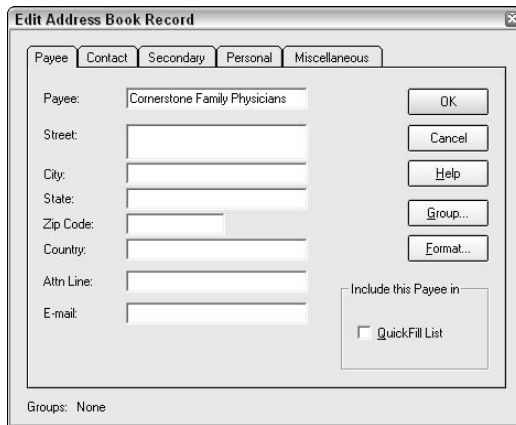 Edit Address Book Record
Payee Contact Secondary Personal Miscellaneous
Payee: Cornerstone Family Physicians
Street:
City:
State:
Zip Code:
Country:
Attn Line:
E-mail:
OK
Cancel
Help
Group...
Format...
Include this Payee in
QuickFill List
Groups: None